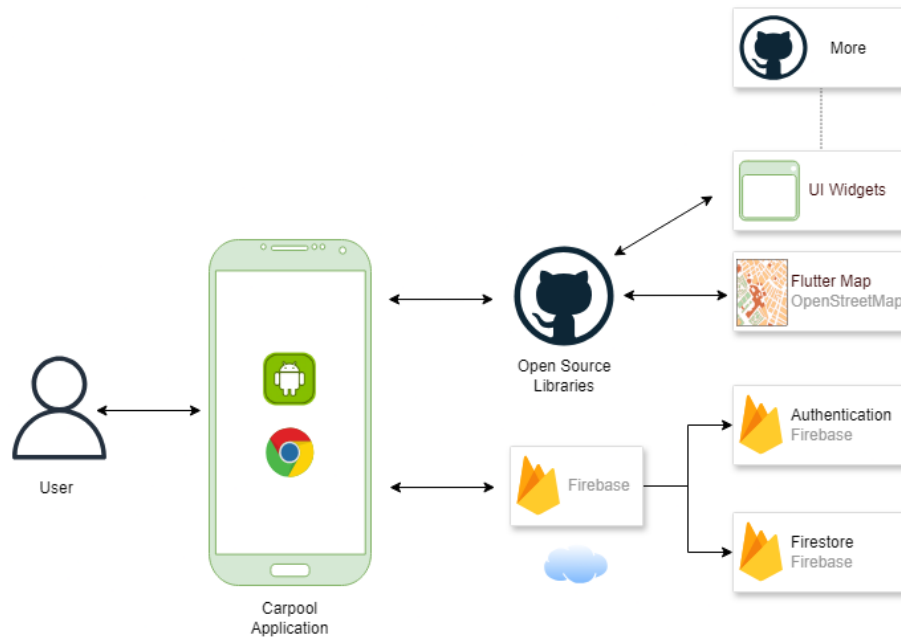 More
UI Widgets
Flutter Map
OpenStreetMap
Open Source
Libraries
Authentication
Firebase
User
Firebase
Firestore
Firebase
Carpool
Application